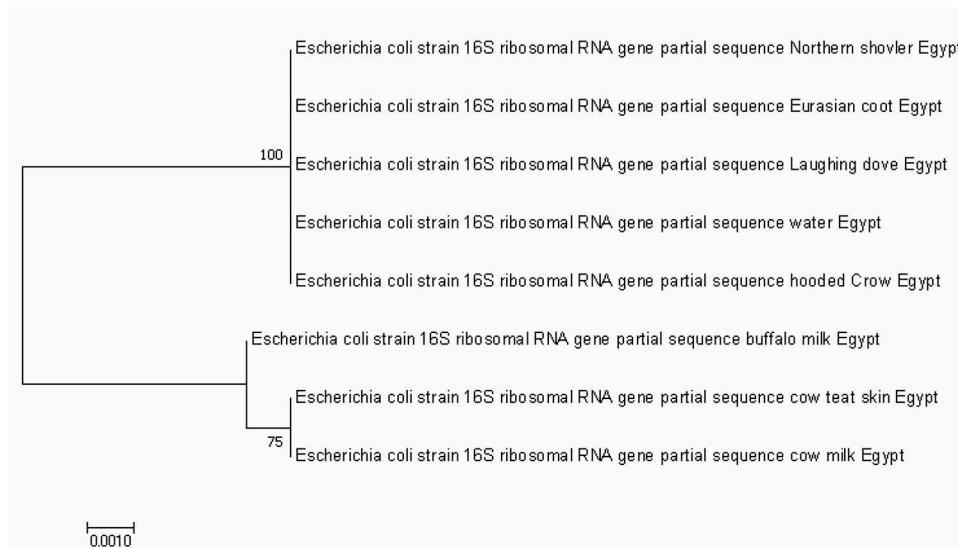 Escherichia coli strain 16S ribosomal RNA gene partial sequence Northern shovler Egypt
Escherichia coli strain 16S ribosomal RNA gene partial sequence Eurasian coot Egypt
100
Escherichia coli strain 16S ribosomal RNA gene partial sequence Laughing dove Egypt
Escherichia coli strain 16S ribosomal RNA gene partial sequence water Egypt
Escherichia coli strain 16S ribosomal RNA gene partial sequence hooded Crow Egypt
Escherichia coli strain 16S ribosomal RNA gene partial sequence buffalo milk Egypt
Escherichia coli strain 16S ribosomal RNA gene partial sequence cow teat skin Egypt
75
Escherichia coli strain 16S ribosomal RNA gene partial sequence cow milk Egypt
0.0010